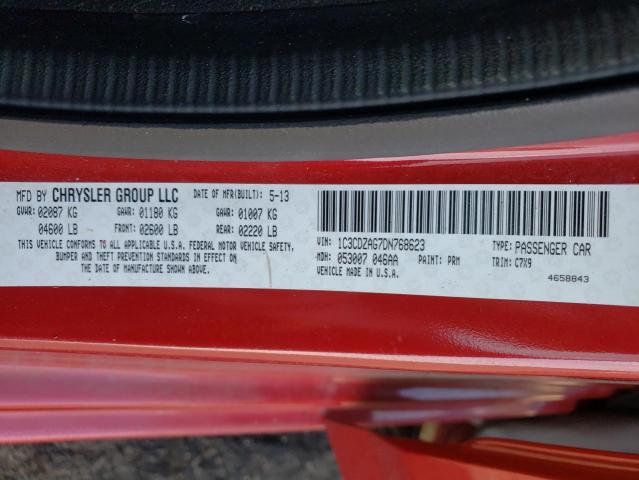 MFD BY CHRYSLER GROUP LLC DATE OF MFR(BUILT): 5-13
GVWR: 02087 KG GAWR: 01180 KG GAWR: 01007 KG
04600 LB FRONT: 02600 LB REAR: 02220 LB
THIS VEHICLE CONFORMS TO ALL APPLICABLE U.S.A. FEDERAL MOTOR VEHICLE SAFETY,
BUMPER AND THEFT PREVENTION STANDARDS IN EFFECT ON
THE DATE OF MANUFACTURE SHOWN ABOVE.
VIN: 1C3CDZAG7DN768623 TYPE: PASSENGER CAR
MDH: 053007 046AA PAINT: PRM TRIM: C7X9
VEHICLE MADE IN U.S.A. 4658843